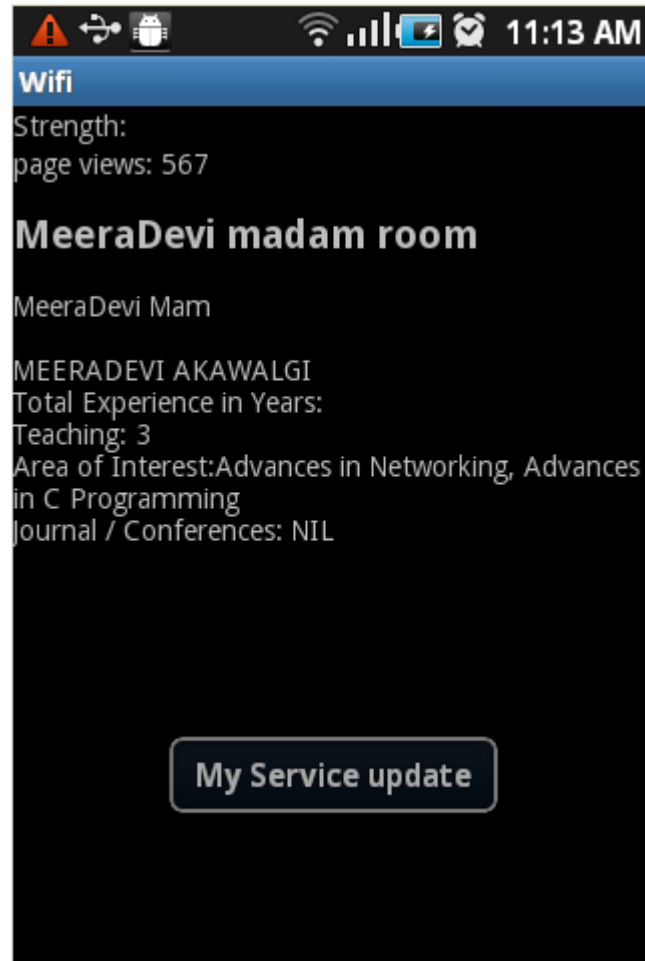 11:13 AM
Wifi
Strength:
page views: 567
MeeraDevi madam room
MeeraDevi Mam
MEERADEVI AKAWALGI
Total Experience in Years:
Teaching: 3
Area of Interest:Advances in Networking, Advances
in C Programming
Journal / Conferences: NIL
My Service update